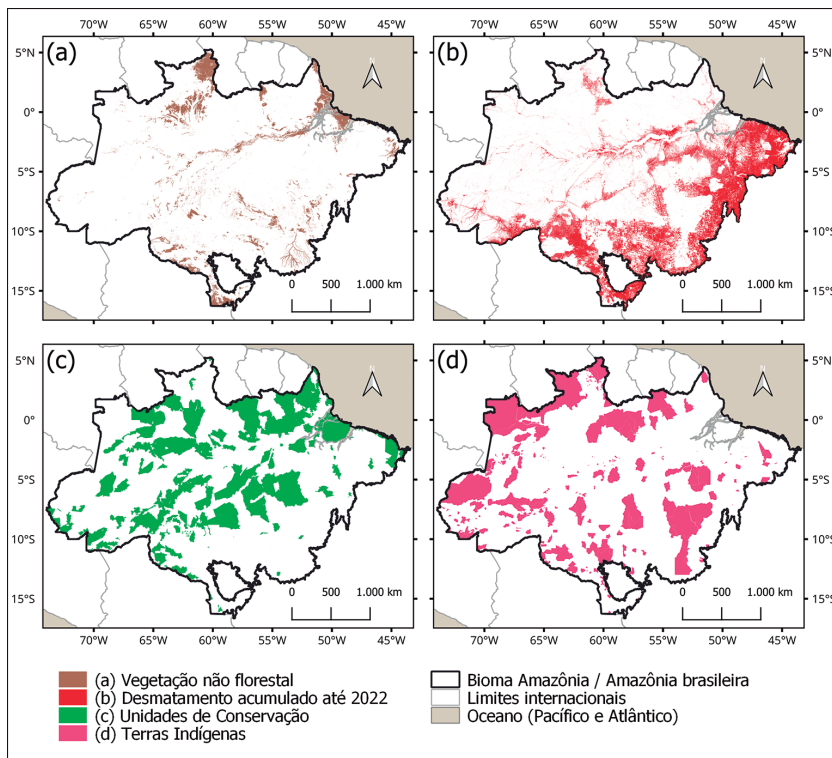 70°W 65°W 60°W 55°W 50°W 45°W
70°W 65°W 60°W 55°W 50°W 45°W
(a)
(b)
N
N
5°N
5°N
0°
0°
5°S
5°S
10°S
10°S
15°S
15°S
0 500 1.000 km
0 500 1.000 km
(c)
(d)
N
N
5°N
5°N
0°
0°
5°S
5°S
10°S
10°S
15°S
15°S
0 500 1.000 km
0 500 1.000 km
70°W 65°W 60°W 55°W 50°W 45°W
70°W 65°W 60°W 55°W 50°W 45°W
(a) Vegetação não florestal
(b) Desmatamento acumulado até 2022
(c) Unidades de Conservação
(d) Terras Indígenas
Bioma Amazônia / Amazônia brasileira
Limites internacionais
Oceano (Pacífico e Atlântico)